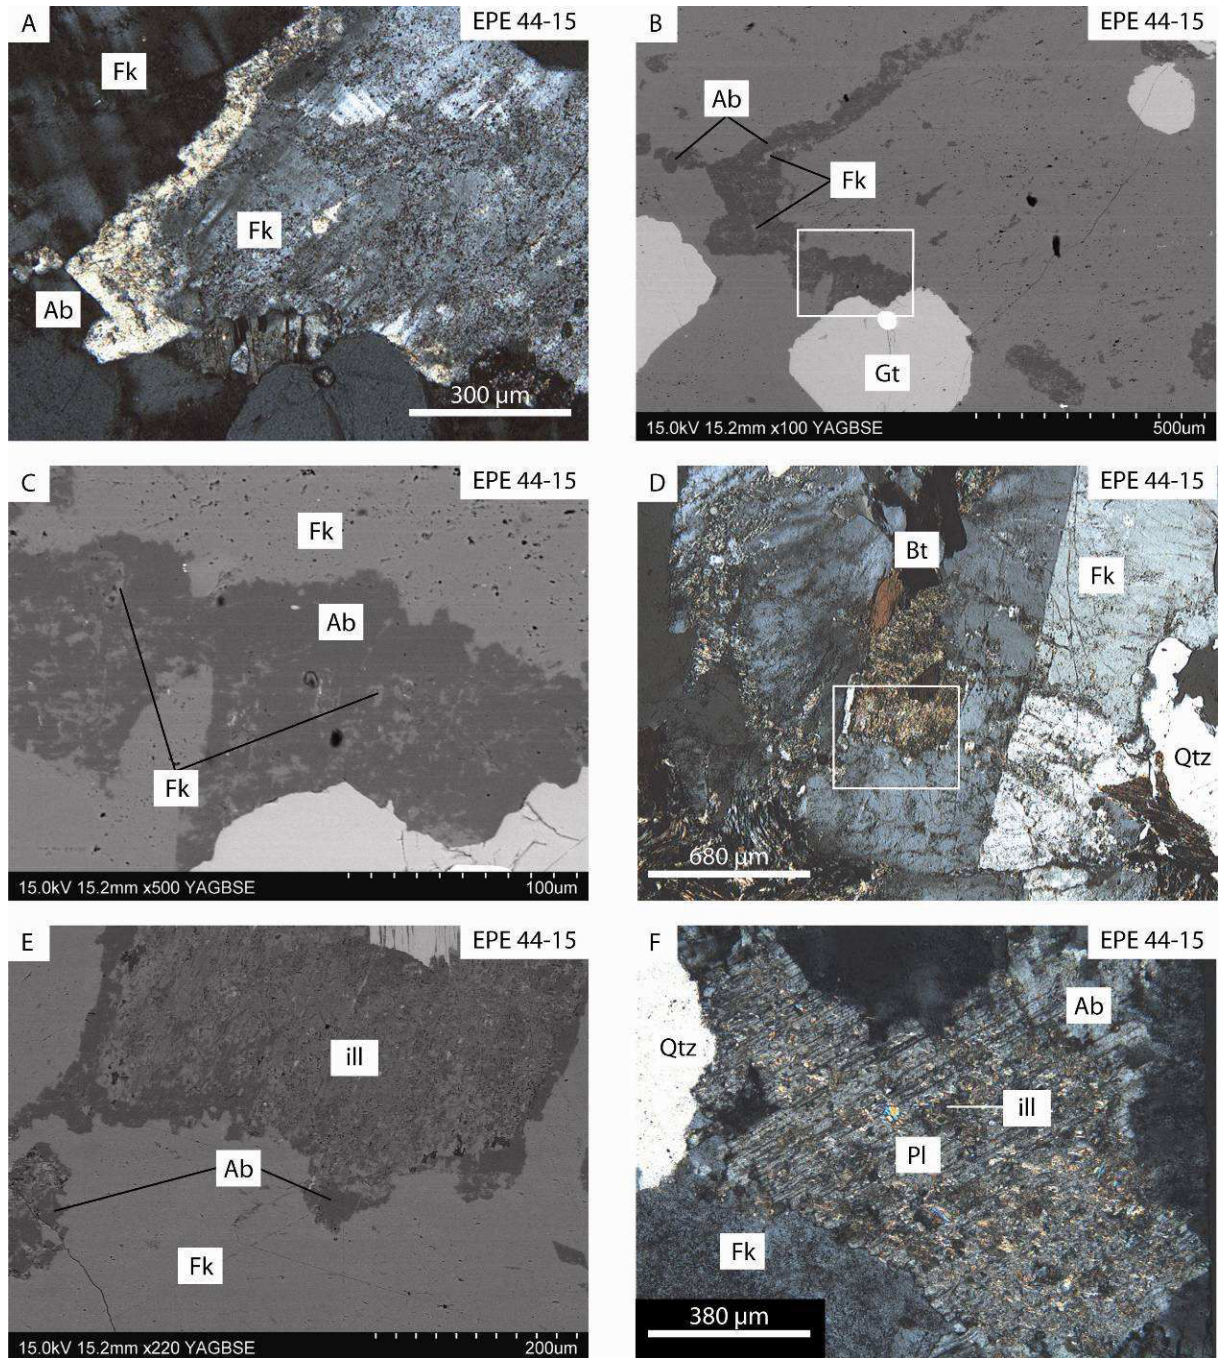 A
EPE 44-15
Fk
Fk
Ab
300 µm
B
EPE 44-15
Ab
Fk
Gt
15.0kV 15.2mm x100 YAGBSE
500um
C
EPE 44-15
Fk
Ab
Fk
15.0kV 15.2mm x500 YAGBSE
100um
D
EPE 44-15
Bt
Fk
Qtz
680 µm
E
EPE 44-15
ill
Ab
Fk
15.0kV 15.2mm x220 YAGBSE
200um
F
EPE 44-15
Ab
Qtz
ill
Pl
Fk
380 µm